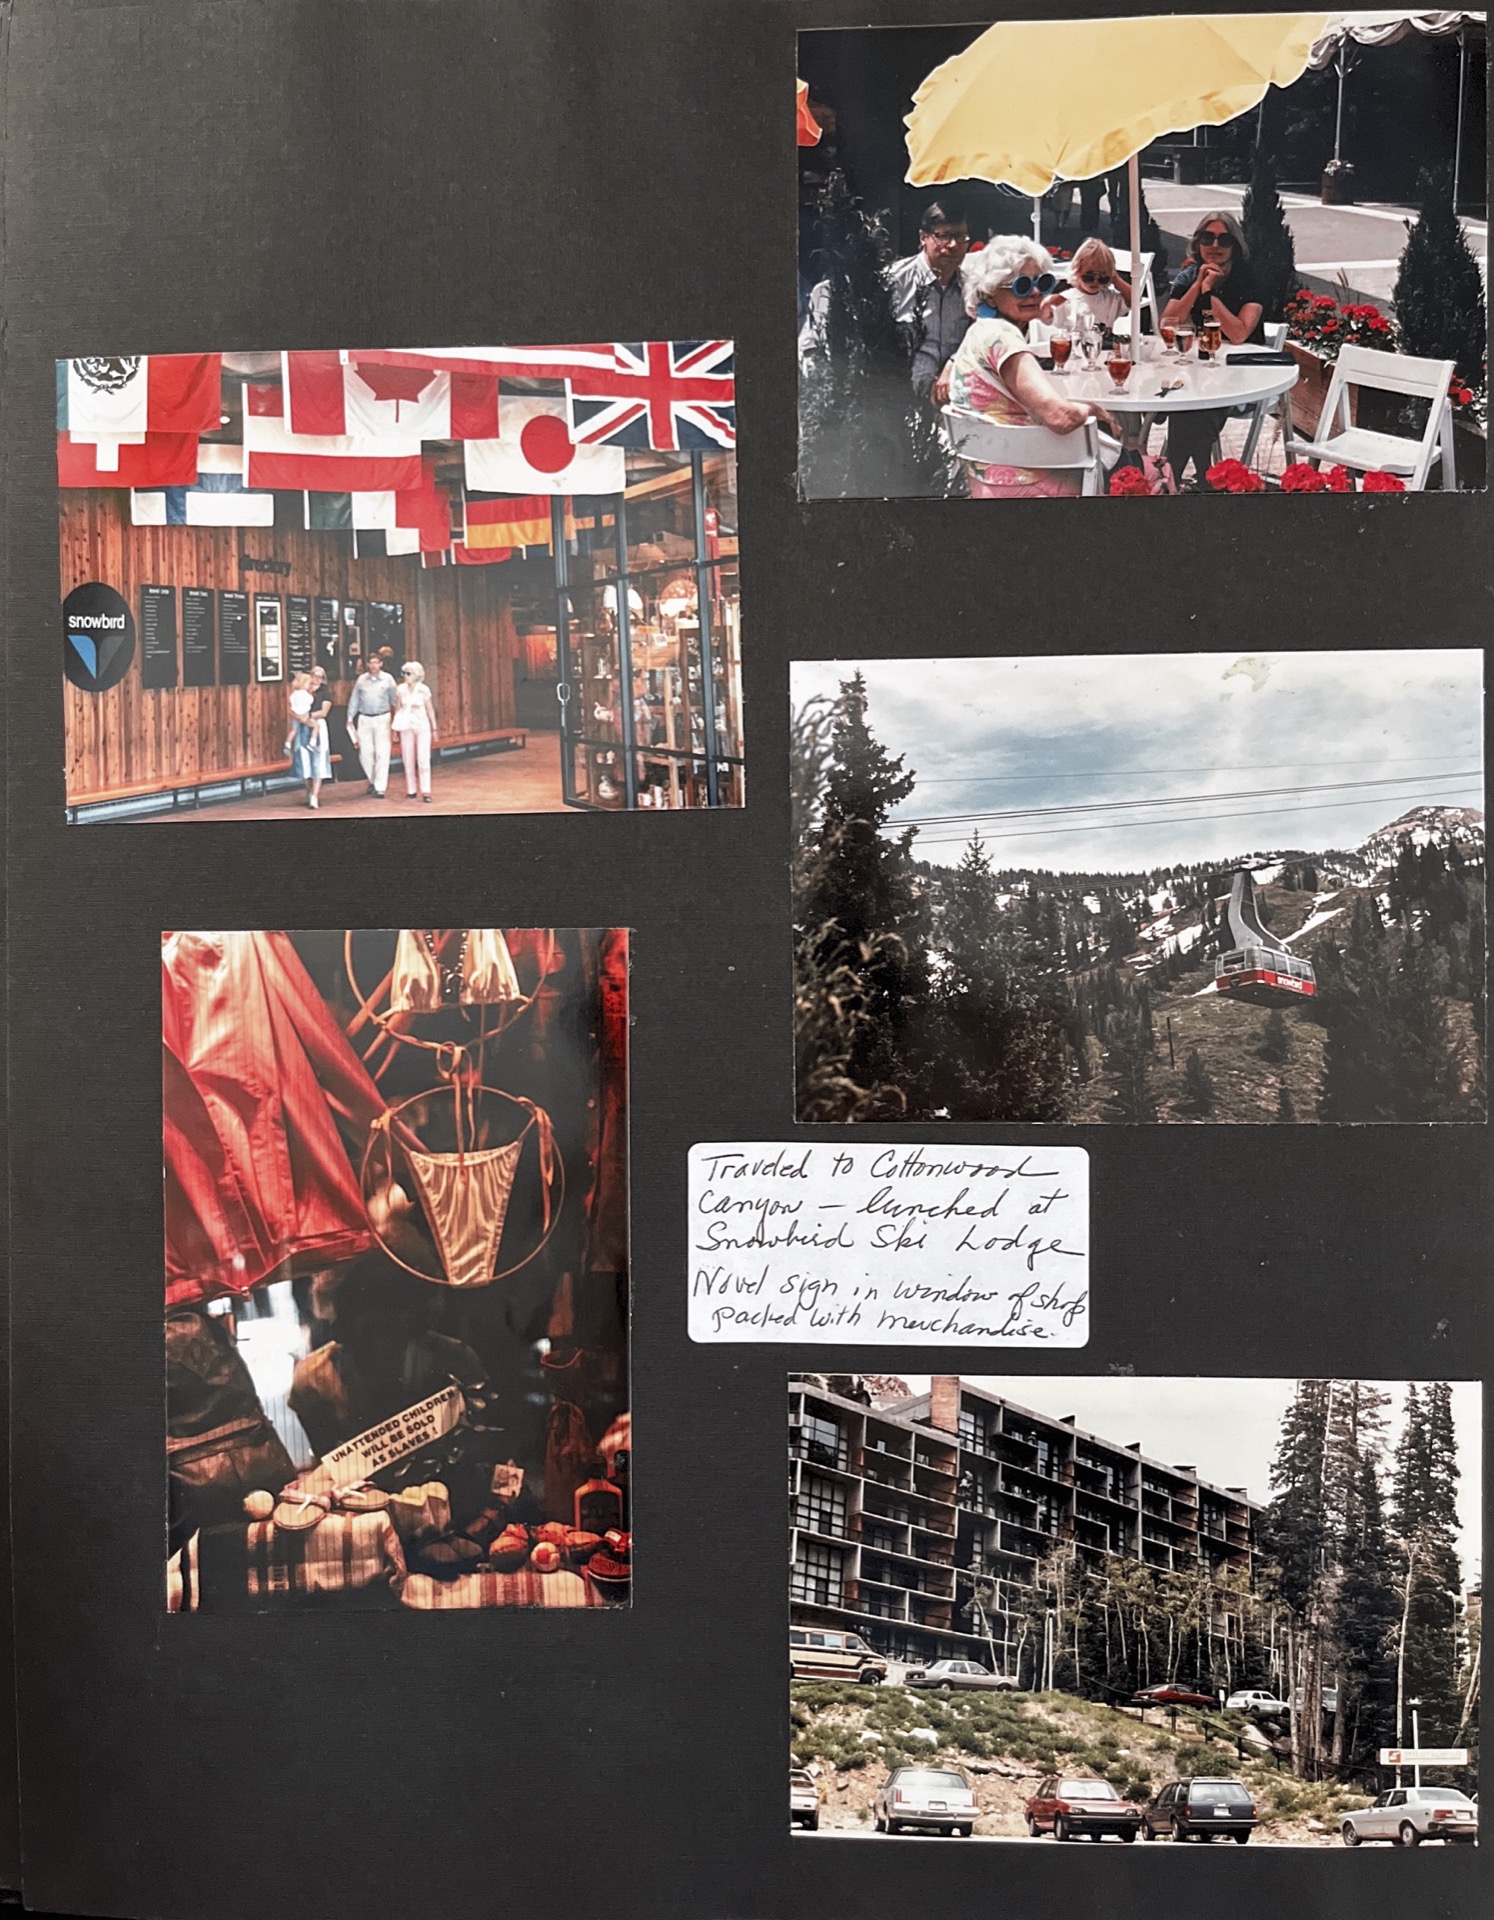 directory
snowbird
snowbird
Traveled to Cottonwood
Canyon – lunched at
Snowbird Ski Lodge
Novel sign in window of shop
packed with merchandise.
UNATTENDED CHILDREN
WILL BE SOLD
AS SLAVES!